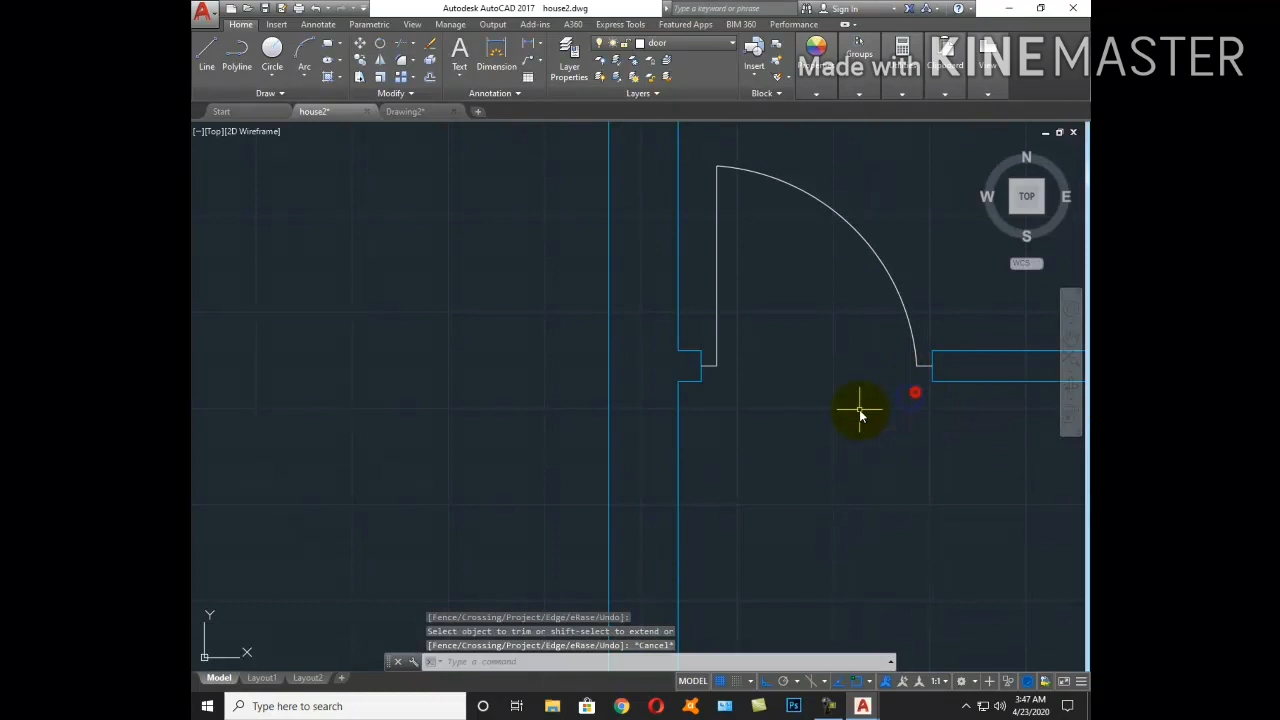 Autodesk AutoCAD 2017 house2.dwg
Type a keyword or phrase
Sign In
Home Insert Annotate Parametric View Manage Output Add-ins A360 Express Tools Featured Apps BIM 360 Performance
Made with KINEMASTER
door
Line Polyline Circle Arc
Text Dimension
Layer
Properties
Insert
Groups
Draw Modify Annotation Layers Block
Start house2* Drawing2*
[−][Top][2D Wireframe]
N
W TOP E
S
WCS
Y
X
[Fence/Crossing/Project/Edge/eRase/Undo]:
Select object to trim or shift-select to extend or
[Fence/Crossing/Project/Edge/eRase/Undo]: *Cancel*
Type a command
Model Layout1 Layout2
MODEL 1:1
Type here to search
3:47 AM
4/23/2020